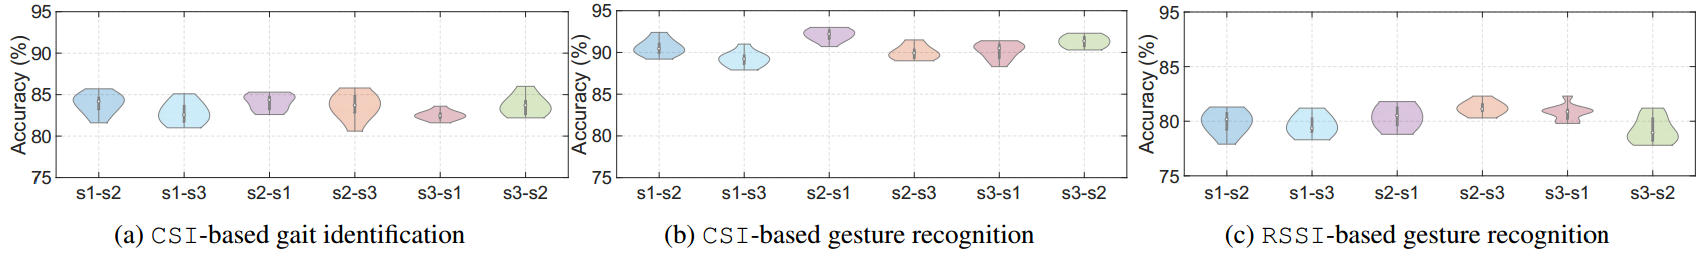 95
90
85
80
75
Accuracy (%)
s1-s2 s1-s3 s2-s1 s2-s3 s3-s1 s3-s2
(a) CSI-based gait identification
95
90
85
80
75
Accuracy (%)
s1-s2 s1-s3 s2-s1 s2-s3 s3-s1 s3-s2
(b) CSI-based gesture recognition
95
85
80
75
Accuracy (%)
s1-s2 s1-s3 s2-s1 s2-s3 s3-s1 s3-s2
(c) RSSI-based gesture recognition